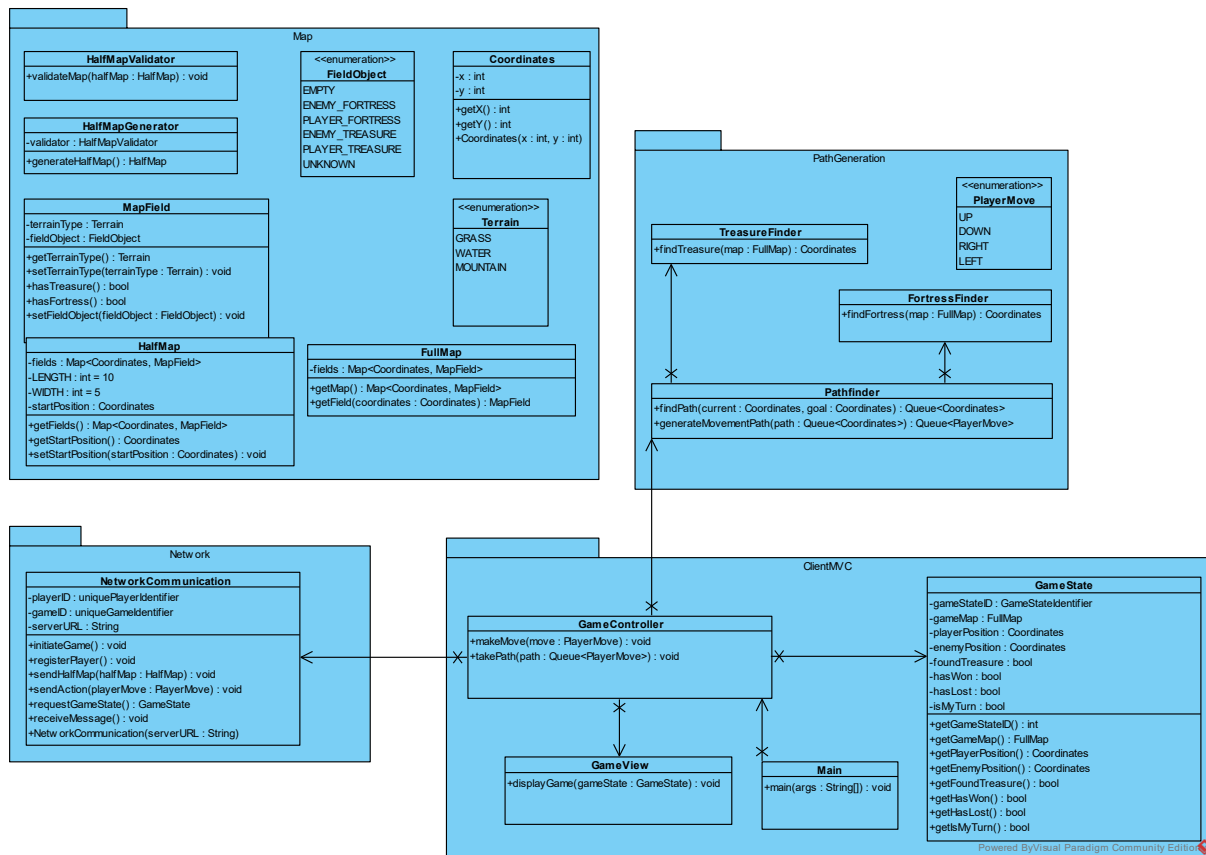 Map
HalfMapValidator
+validateMap(halfMap : HalfMap) : void
HalfMapGenerator
-validator : HalfMapValidator
+generateHalfMap() : HalfMap
<<enumeration>>
FieldObject
EMPTY
ENEMY_FORTRESS
PLAYER_FORTRESS
ENEMY_TREASURE
PLAYER_TREASURE
UNKNOWN
Coordinates
-x : int
-y : int
+getX() : int
+getY() : int
+Coordinates(x : int, y : int)
MapField
-terrainType : Terrain
-fieldObject : FieldObject
+getTerrainType() : Terrain
+setTerrainType(terrainType : Terrain) : void
+hasTreasure() : bool
+hasFortress() : bool
+setFieldObject(fieldObject : FieldObject) : void
<<enumeration>>
Terrain
GRASS
WATER
MOUNTAIN
HalfMap
-fields : Map<Coordinates, MapField>
-LENGTH : int = 10
-WIDTH : int = 5
-startPosition : Coordinates
+getFields() : Map<Coordinates, MapField>
+getStartPosition() : Coordinates
+setStartPosition(startPosition : Coordinates) : void
FullMap
-fields : Map<Coordinates, MapField>
+getMap() : Map<Coordinates, MapField>
+getField(coordinates : Coordinates) : MapField
PathGeneration
<<enumeration>>
PlayerMove
UP
DOWN
RIGHT
LEFT
TreasureFinder
+findTreasure(map : FullMap) : Coordinates
FortressFinder
+findFortress(map : FullMap) : Coordinates
Pathfinder
+findPath(current : Coordinates, goal : Coordinates) : Queue<Coordinates>
+generateMovementPath(path : Queue<Coordinates>) : Queue<PlayerMove>
Network
NetworkCommunication
-playerID : uniquePlayerIdentifier
-gameID : uniqueGameIdentifier
-serverURL : String
+initiateGame() : void
+registerPlayer() : void
+sendHalfMap(halfMap : HalfMap) : void
+sendAction(playerMove : PlayerMove) : void
+requestGameState() : GameState
+receiveMessage() : void
+NetworkCommunication(serverURL : String)
ClientMVC
GameController
+makeMove(move : PlayerMove) : void
+takePath(path : Queue<PlayerMove>) : void
GameView
+displayGame(gameState : GameState) : void
Main
+main(args : String[]) : void
GameState
-gameStateID : GameStateIdentifier
-gameMap : FullMap
-playerPosition : Coordinates
-enemyPosition : Coordinates
-foundTreasure : bool
-hasWon : bool
-hasLost : bool
-isMyTurn : bool
+getGameStateID() : int
+getGameMap() : FullMap
+getPlayerPosition() : Coordinates
+getEnemyPosition() : Coordinates
+getFoundTreasure() : bool
+getHasWon() : bool
+getHasLost() : bool
+getIsMyTurn() : bool
Powered By Visual Paradigm Community Edition